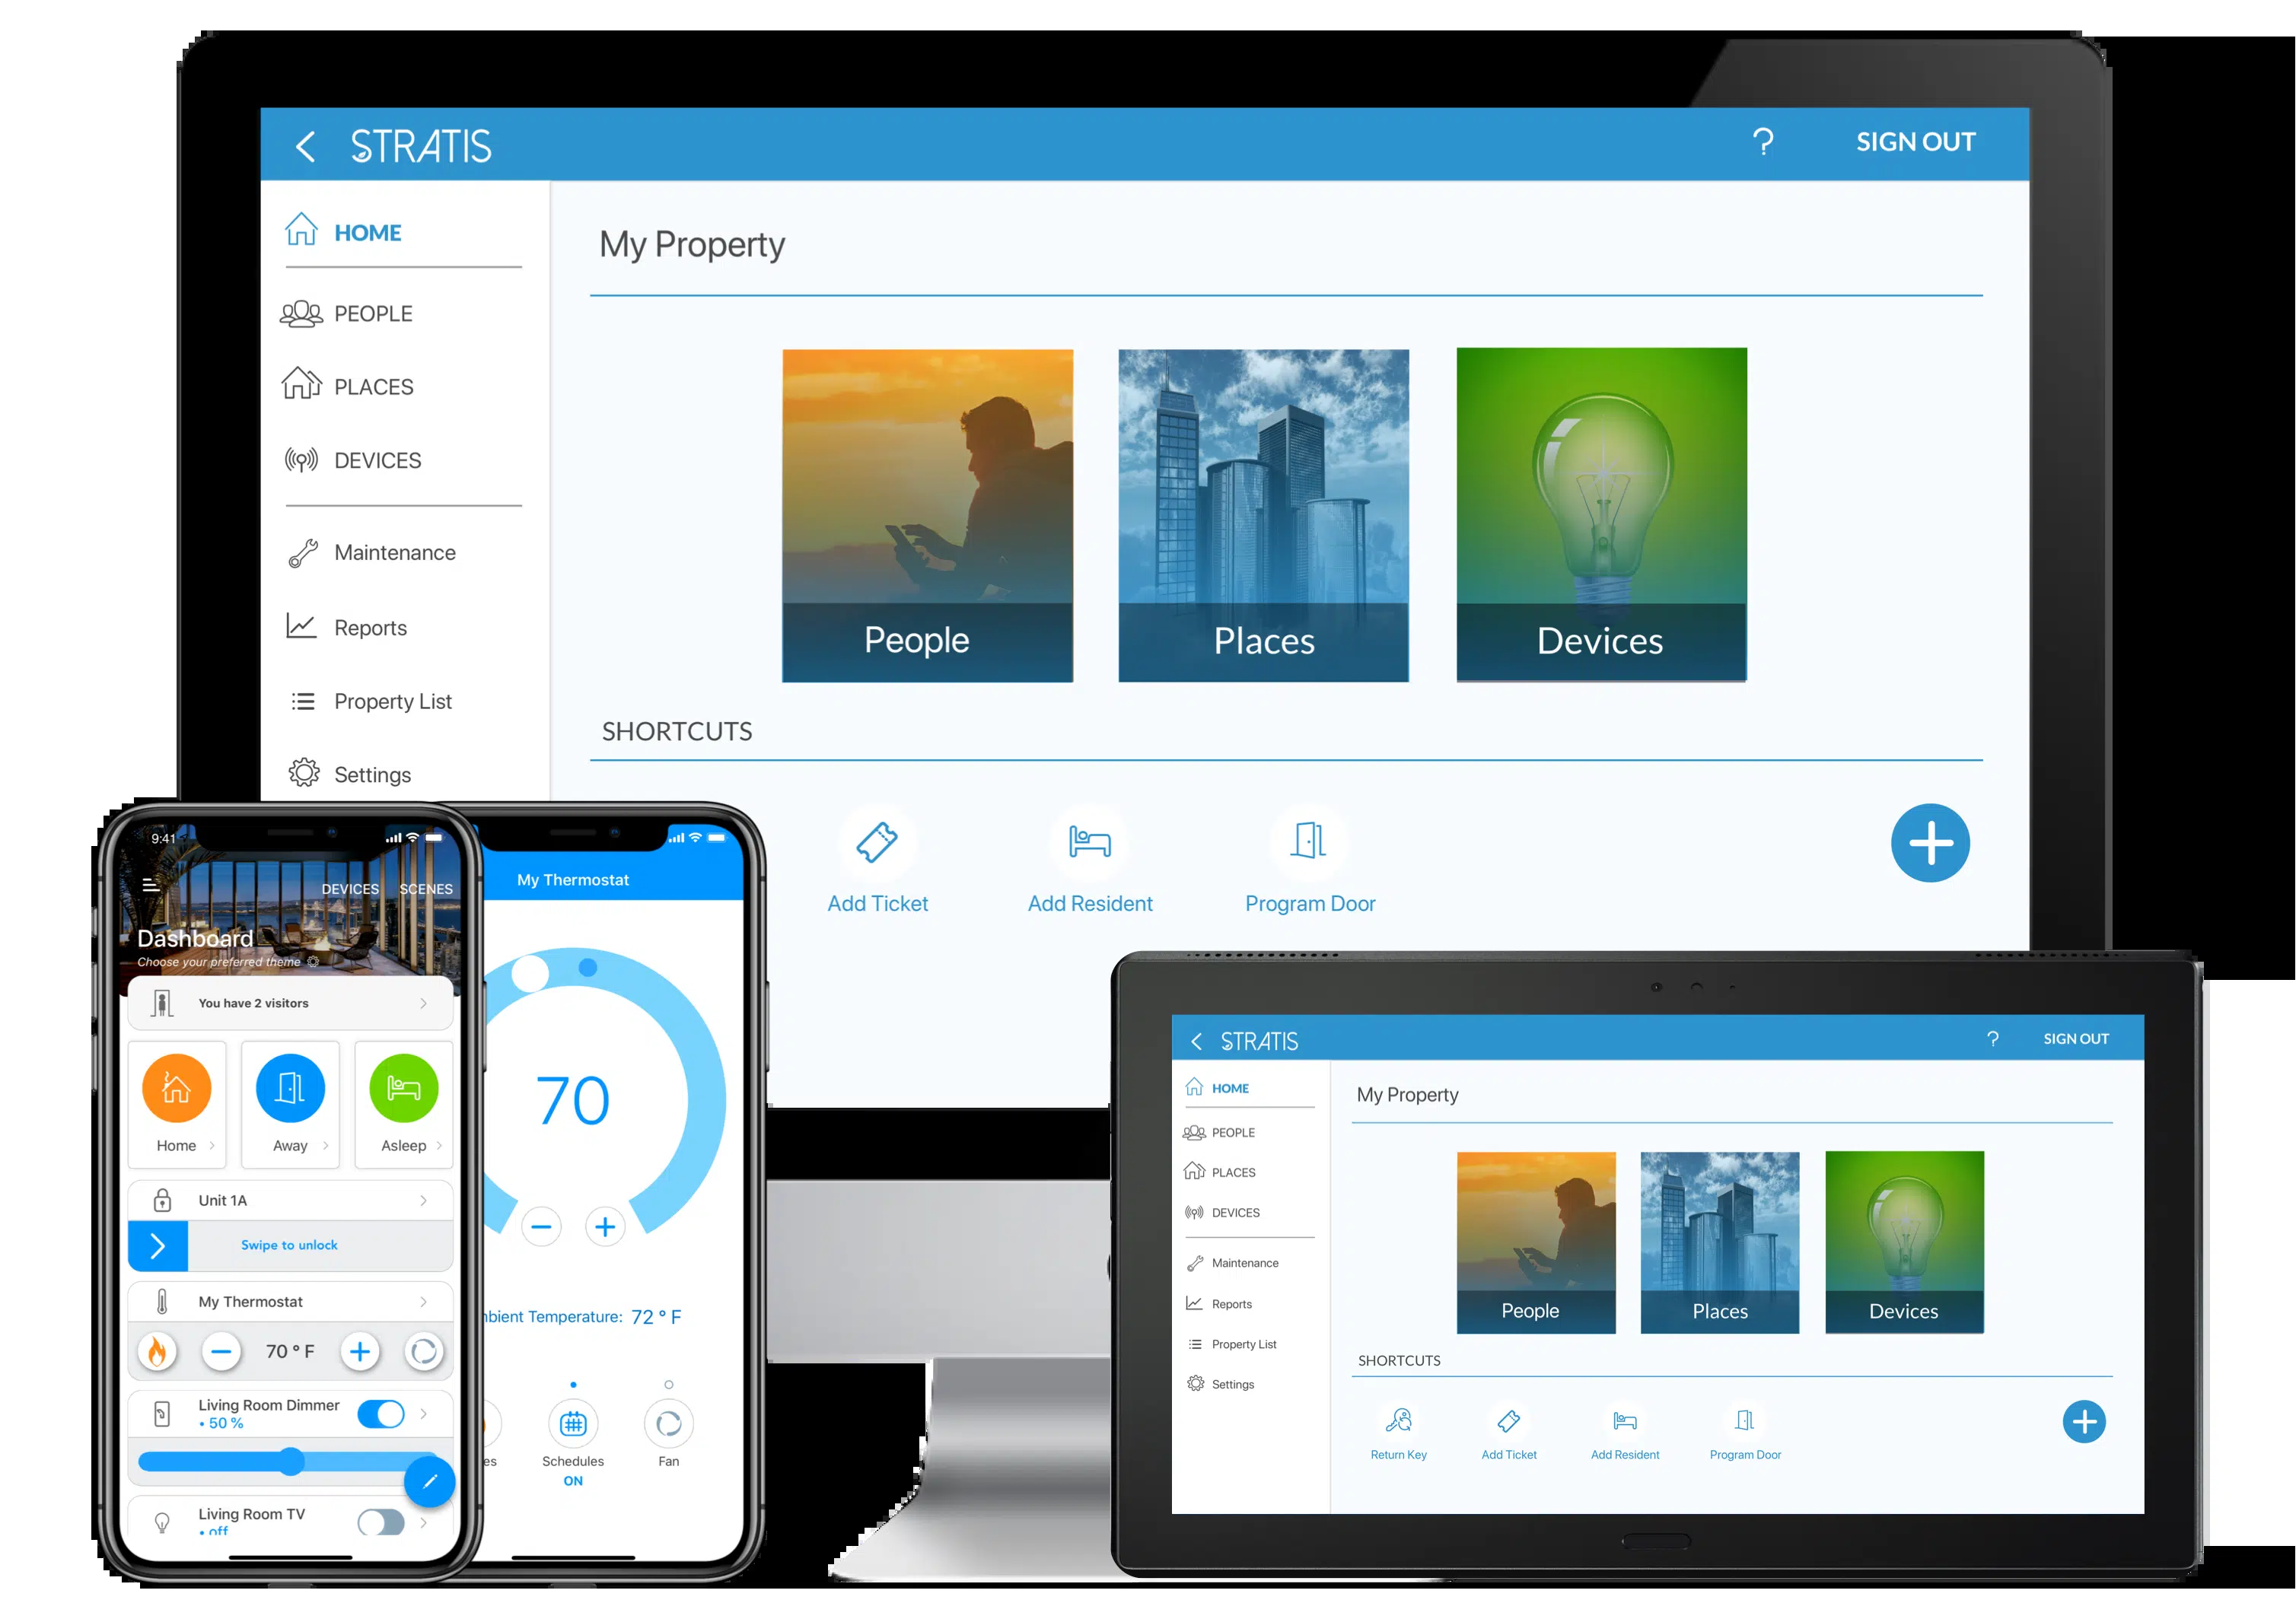 STRATIS
?
SIGN OUT
HOME
PEOPLE
PLACES
DEVICES
Maintenance
Reports
Property List
Settings
My Property
People
Places
Devices
SHORTCUTS
Add Ticket
Add Resident
Program Door
9:41
DEVICES SCENES
Dashboard
Choose your preferred theme
You have 2 visitors
Home
Away
Asleep
Unit 1A
Swipe to unlock
My Thermostat
70 ° F
Living Room Dimmer
• 50 %
Living Room TV
• off
My Thermostat
70
bient Temperature: 72 ° F
es
Schedules
ON
Fan
STRATIS
?
SIGN OUT
HOME
PEOPLE
PLACES
DEVICES
Maintenance
Reports
Property List
Settings
My Property
People
Places
Devices
SHORTCUTS
Return Key
Add Ticket
Add Resident
Program Door